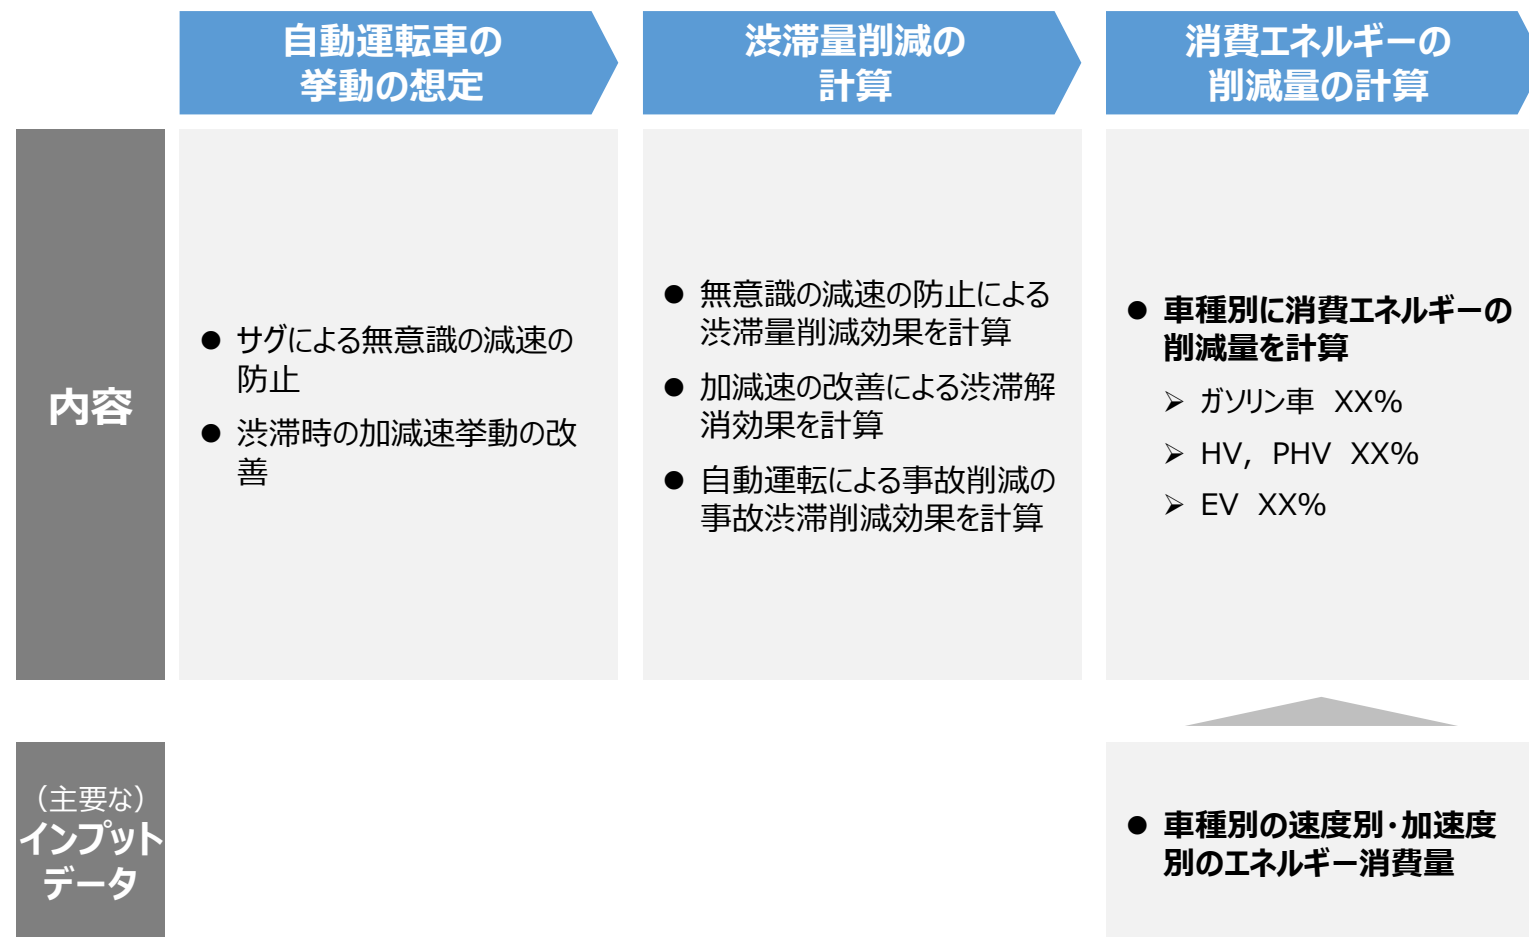 自動運転車の
挙動の想定
渋滞量削減の
計算
消費エネルギーの
削減量の計算
内容
● サグによる無意識の減速の
防止
● 渋滞時の加減速挙動の改
善
● 無意識の減速の防止による
渋滞量削減効果を計算
● 加減速の改善による渋滞解
消効果を計算
● 自動運転による事故削減の
事故渋滞削減効果を計算
● 車種別に消費エネルギーの
削減量を計算
➢ ガソリン車　XX%
➢ HV，PHV　XX%
➢ EV　XX%
（主要な）
インプット
データ
● 車種別の速度別・加速度
別のエネルギー消費量